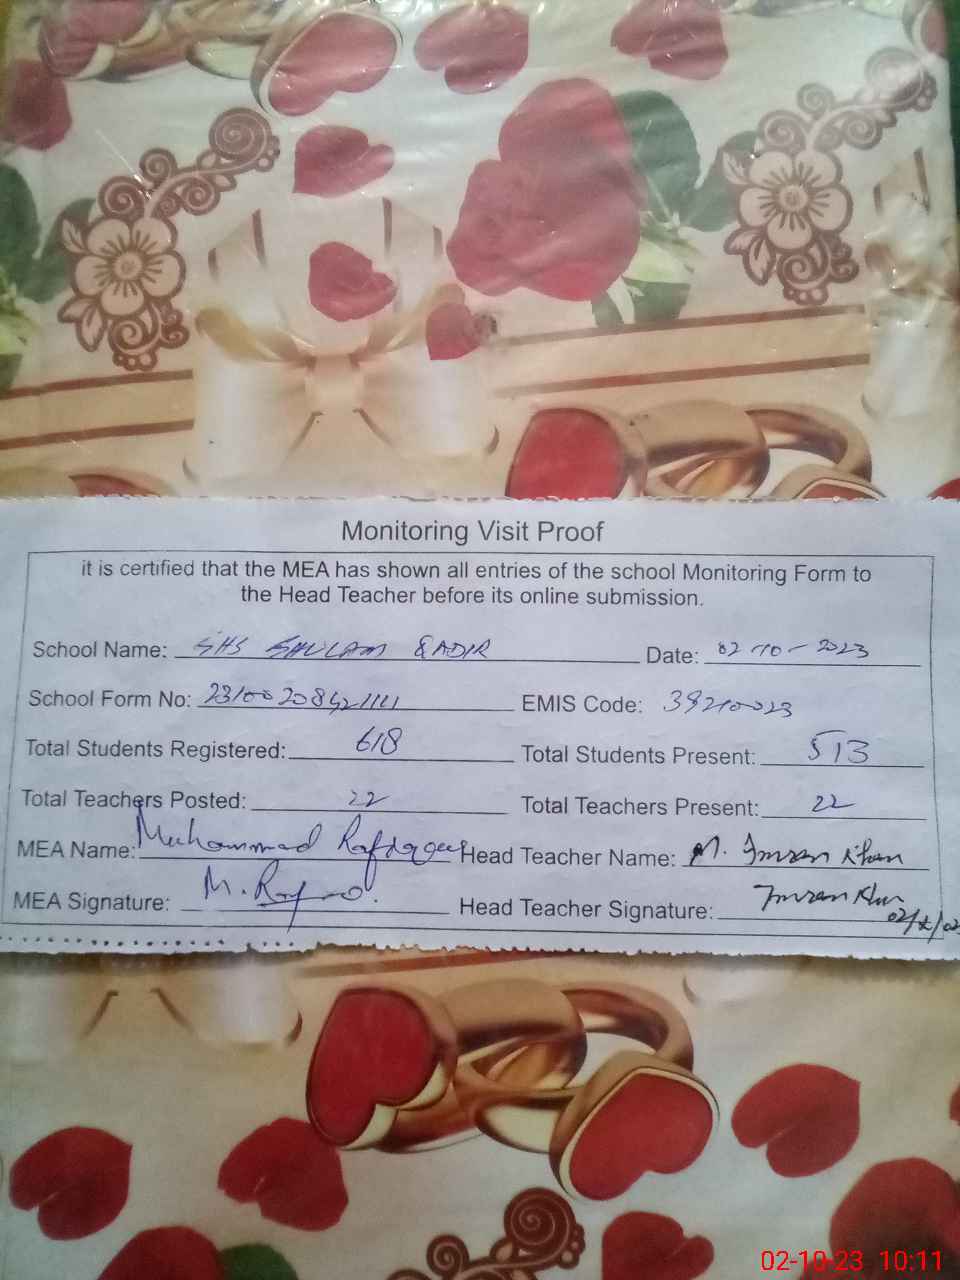 Monitoring Visit Proof
it is certified that the MEA has shown all entries of the school Monitoring Form to
the Head Teacher before its online submission.
School Name: GHS GHULAM QADIR Date: 02-10-2023
School Form No: EMIS Code: 39210023
Total Students Registered: 618 Total Students Present: 513
Total Teachers Posted: 22 Total Teachers Present: 22
MEA Name: Muhammad Head Teacher Name: M. Imran Khan
MEA Signature: M. Head Teacher Signature: Imran Khan
02-10-23 10:11